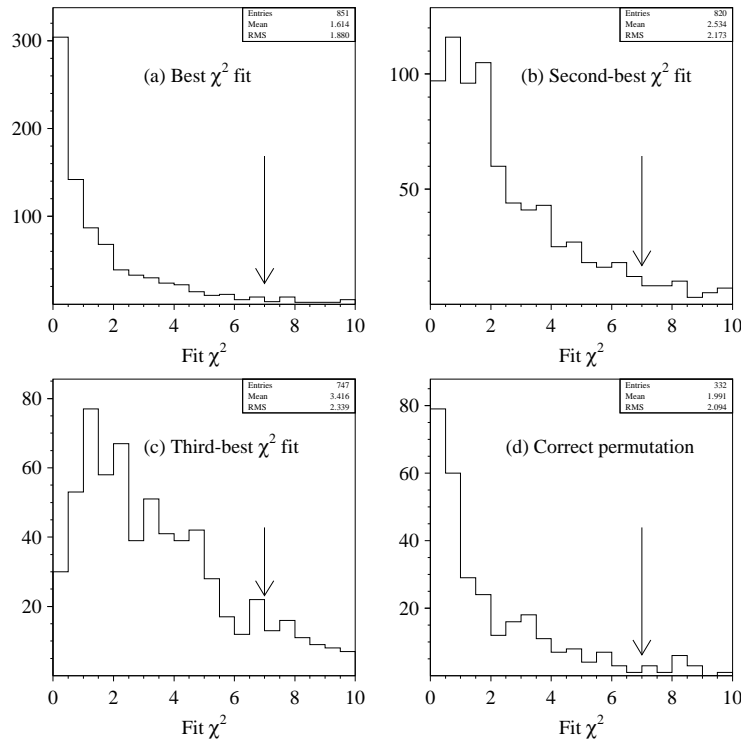 Entries 851
Mean 1.614
RMS 1.880
(a) Best χ² fit
300
200
100
0 2 4 6 8 10
Fit χ²
Entries 820
Mean 2.534
RMS 2.173
(b) Second-best χ² fit
100
50
0 2 4 6 8 10
Fit χ²
Entries 747
Mean 3.416
RMS 2.339
(c) Third-best χ² fit
80
60
40
20
0 2 4 6 8 10
Fit χ²
Entries 332
Mean 1.991
RMS 2.094
(d) Correct permutation
80
60
40
20
0 2 4 6 8 10
Fit χ²